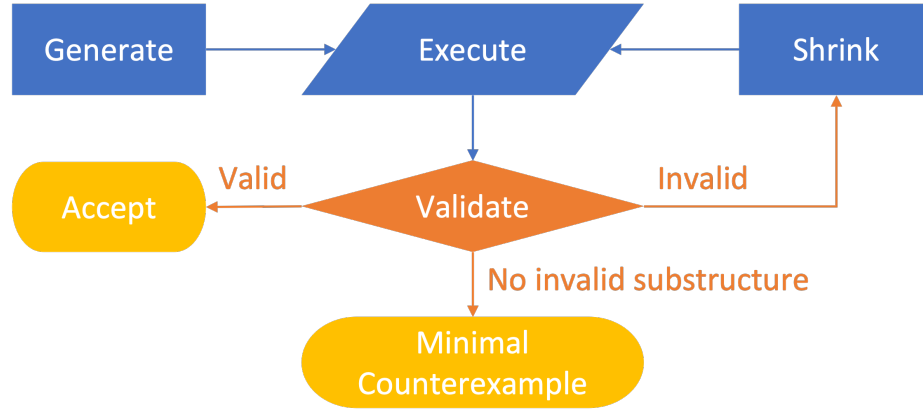 Generate
Execute
Shrink
Valid
Invalid
Accept
Validate
No invalid substructure
Minimal
Counterexample